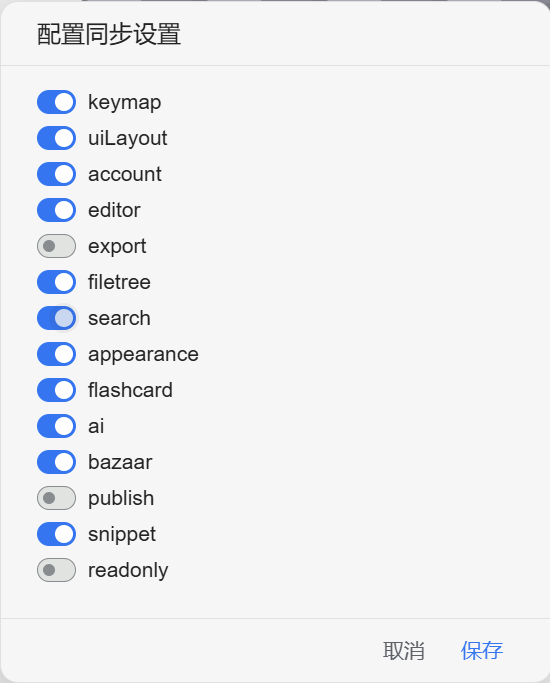 配置同步设置
keymap
uiLayout
account
editor
export
filetree
search
appearance
flashcard
ai
bazaar
publish
snippet
readonly
取消 保存